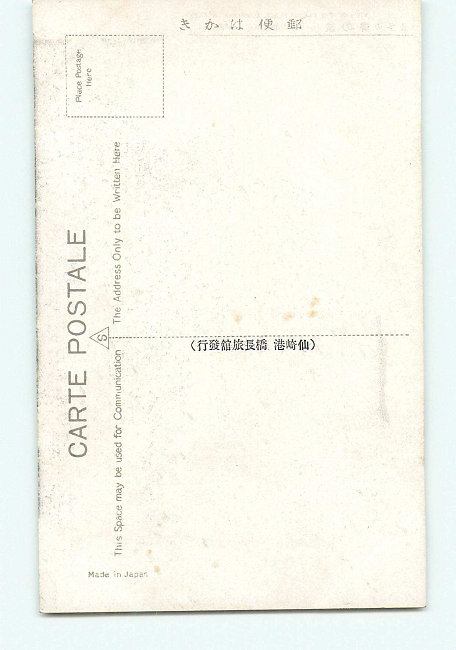 郵便はかき
Place Postage
Here
CARTE POSTALE
The Address Only to be Written Here
S
This Space may be used for Communication
(仙崎港 橋長旅舘發行)
Made in Japan